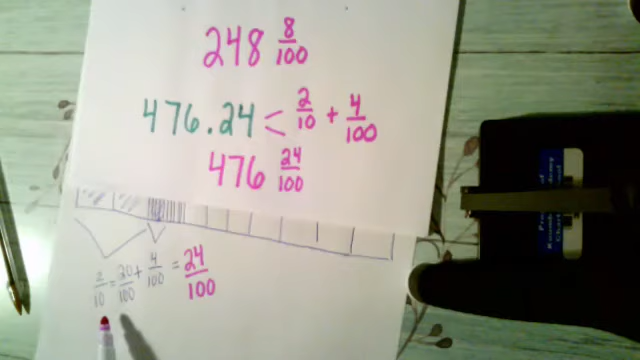 248 8/100
476.24 < 2/10 + 4/100
476 24/100
2/10 = 20/100 + 4/100 = 24/100